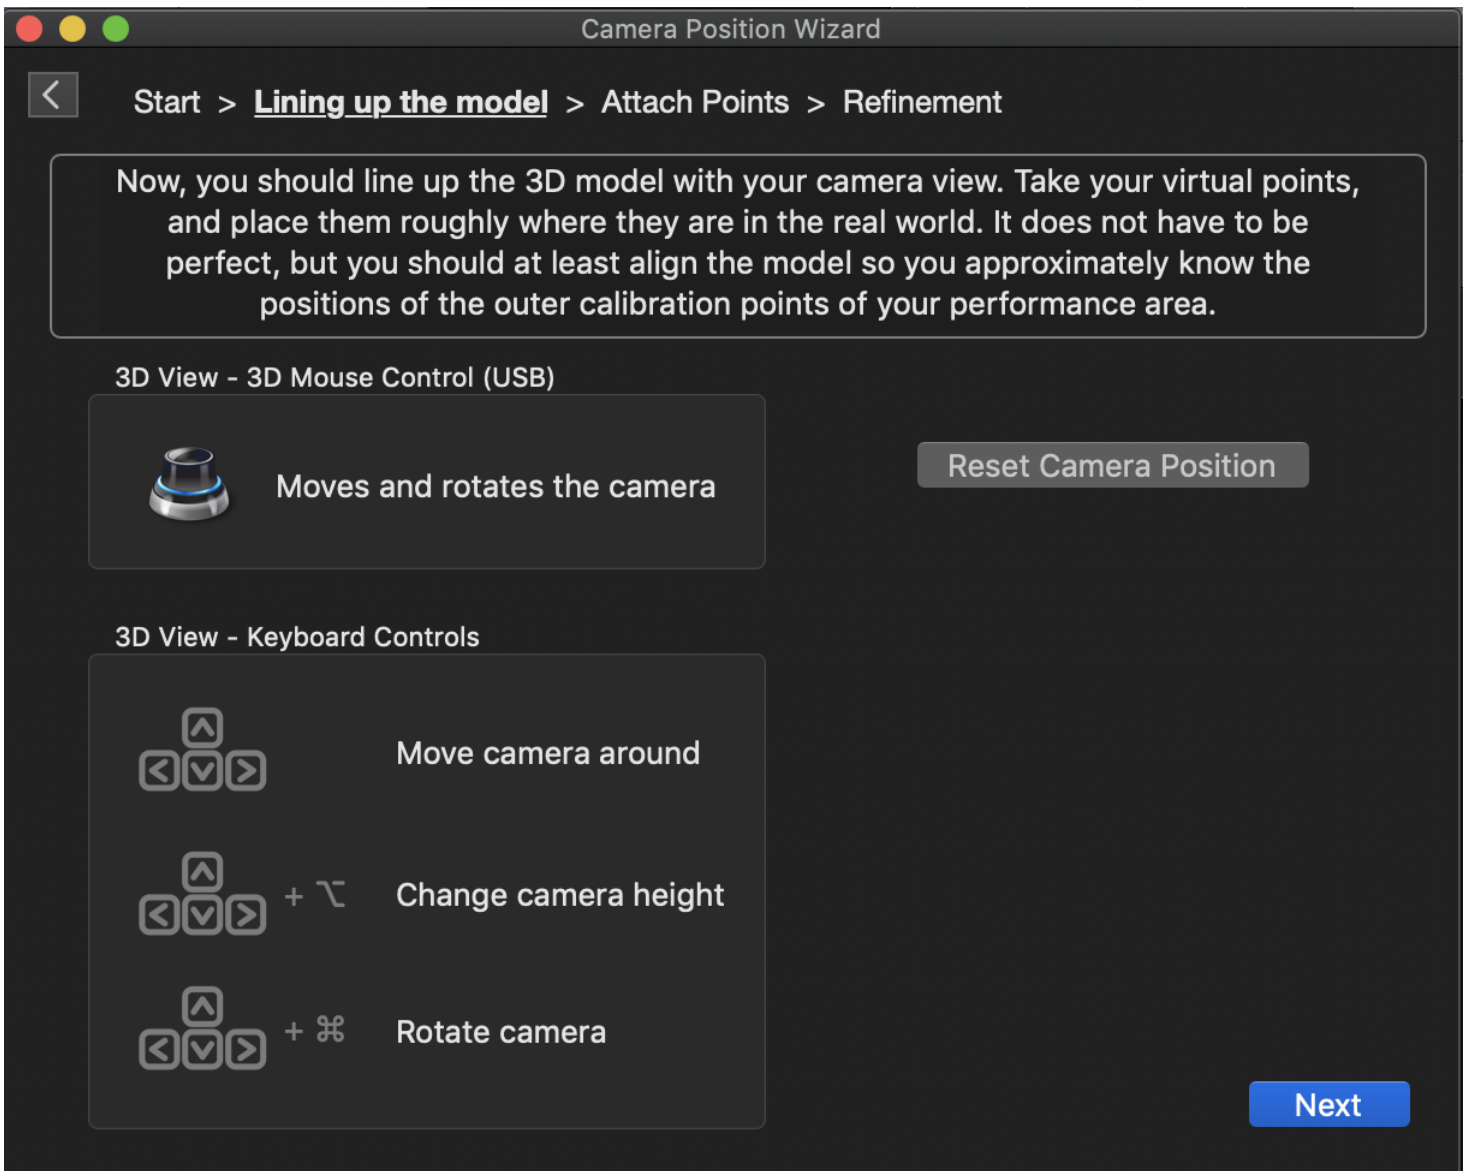 Camera Position Wizard
Start > Lining up the model > Attach Points > Refinement
Now, you should line up the 3D model with your camera view. Take your virtual points,
and place them roughly where they are in the real world. It does not have to be
perfect, but you should at least align the model so you approximately know the
positions of the outer calibration points of your performance area.
3D View - 3D Mouse Control (USB)
Moves and rotates the camera
Reset Camera Position
3D View - Keyboard Controls
Move camera around
+ ⌥ Change camera height
+ ⌘ Rotate camera
Next